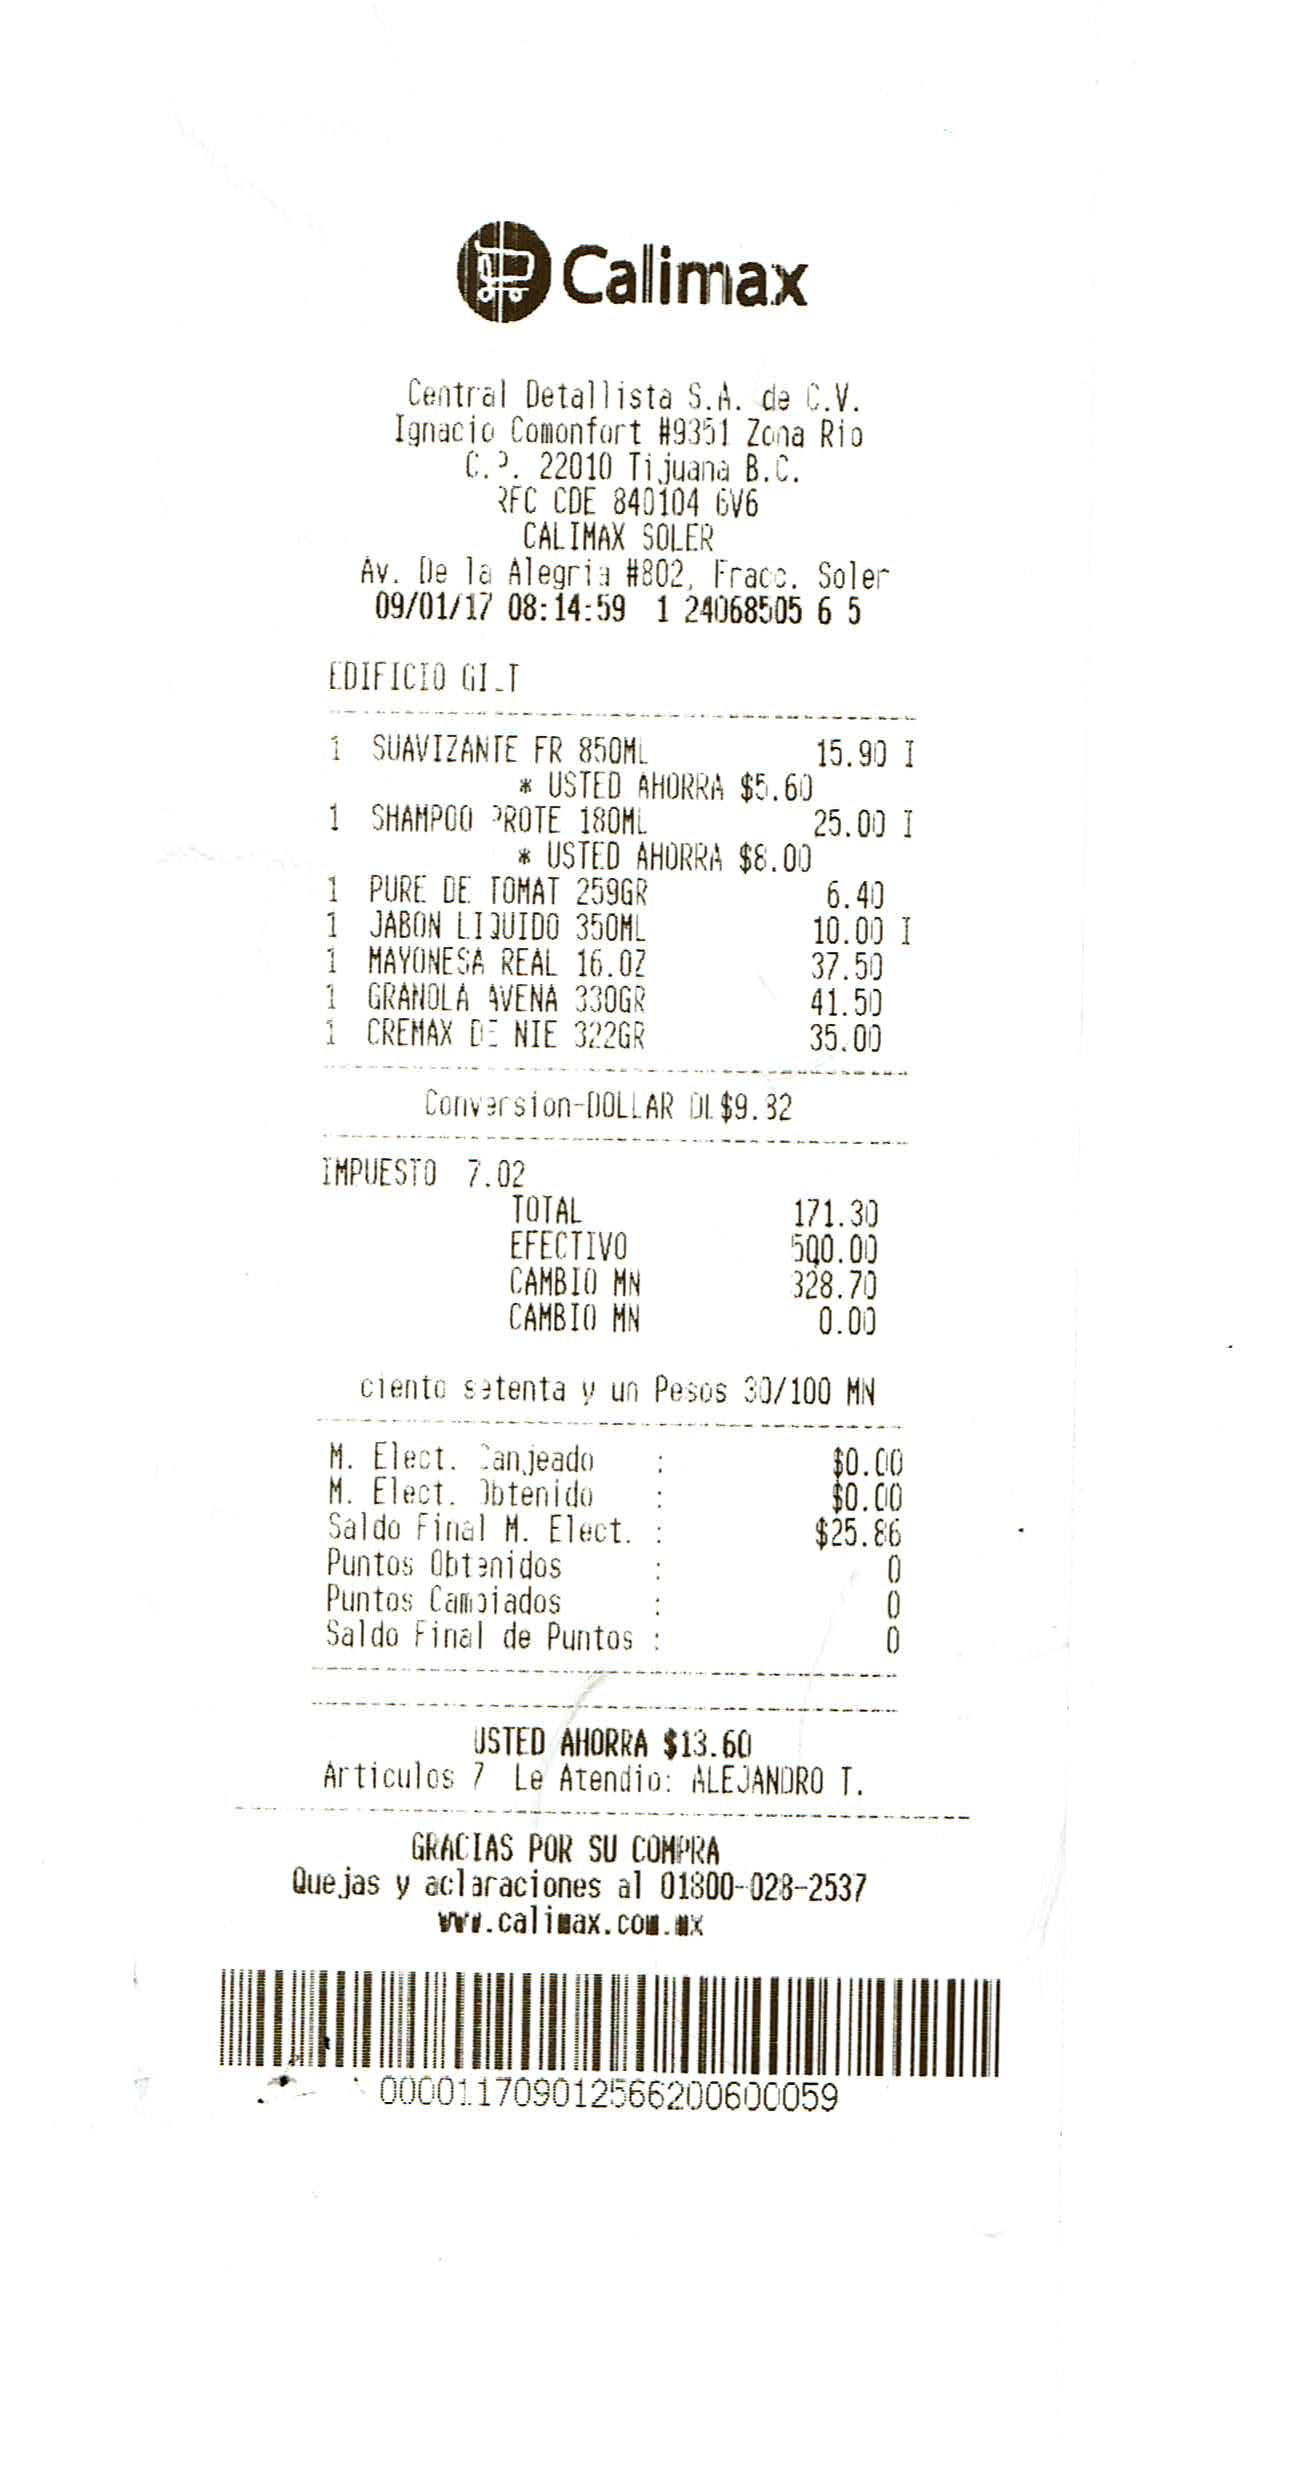 Calimax
Central Detallista S.A. de C.V.
Ignacio Comonfort #9351 Zona Rio
C.P. 22010 Tijuana B.C.
RFC CDE 840104 6V6
CALIMAX SOLER
Av. De la Alegria #802, Fracc. Soler
09/01/17 08:14:59 1 24068505 6 5
EDIFICIO
1 SUAVIZANTE FR 850ML 15.90 I
* USTED AHORRA $5.60
1 SHAMPOO PROTE 180ML 25.00 I
* USTED AHORRA $8.00
1 PURE DE TOMAT 259GR 6.40
1 JABON LIQUIDO 350ML 10.00 I
1 MAYONESA REAL 16.OZ 37.50
1 GRANOLA AVENA 330GR 41.50
1 CREMAX DE NIE 322GR 35.00
Conversion-DOLLAR DL$9.32
IMPUESTO 7.02
TOTAL 171.30
EFECTIVO 500.00
CAMBIO MN 328.70
CAMBIO MN 0.00
ciento setenta y un Pesos 30/100 MN
M. Elect. Canjeado : $0.00
M. Elect. Obtenido : $0.00
Saldo Final M. Elect. : $25.86
Puntos Obtenidos : 0
Puntos Cambiados : 0
Saldo Final de Puntos : 0
USTED AHORRA $13.60
Articulos 7 Le Atendio: ALEJANDRO T.
GRACIAS POR SU COMPRA
Quejas y aclaraciones al 01800-028-2537
www.calimax.com.mx
0000117090125662006000​59